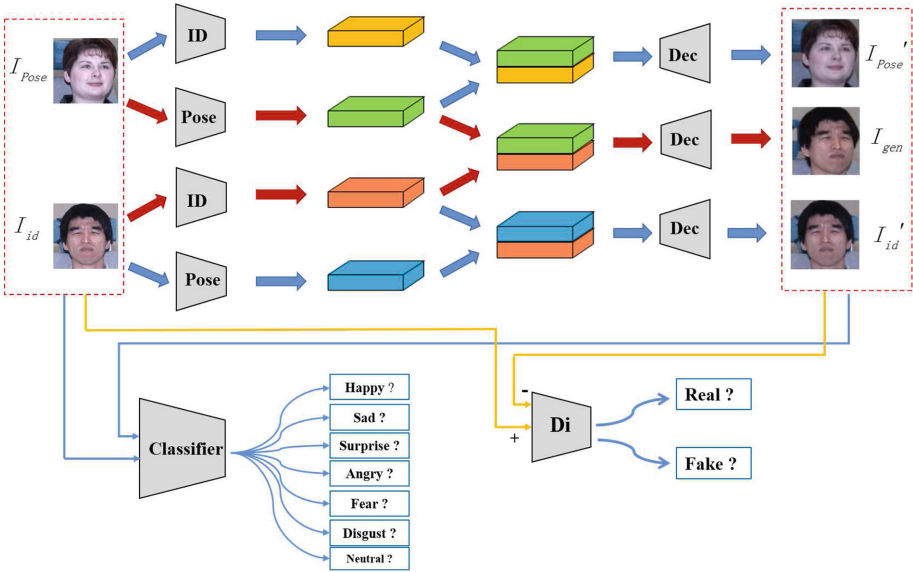 I_Pose
ID
Dec
I_Pose'
Pose
Dec
I_gen
ID
I_id
Dec
I_id'
Pose
Happy ?
Sad ?
Surprise ?
Angry ?
Fear ?
Disgust ?
Neutral ?
Classifier
-
+
Di
Real ?
Fake ?